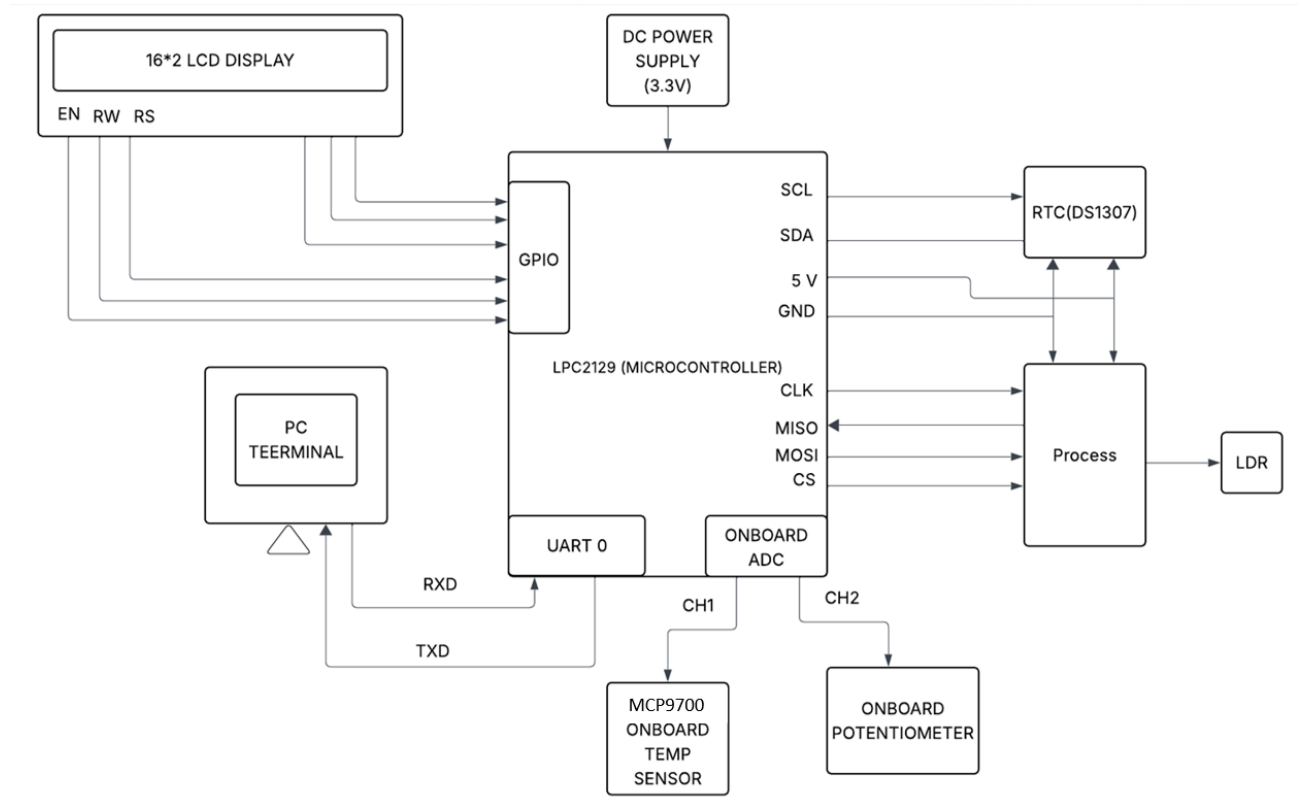 16*2 LCD DISPLAY
EN RW RS
DC POWER
SUPPLY
(3.3V)
GPIO
LPC2129 (MICROCONTROLLER)
SCL
SDA
5 V
GND
CLK
MISO
MOSI
CS
RTC(DS1307)
Process
LDR
PC
TEERMINAL
UART 0
ONBOARD
ADC
RXD
TXD
CH1
CH2
MCP9700
ONBOARD
TEMP
SENSOR
ONBOARD
POTENTIOMETER